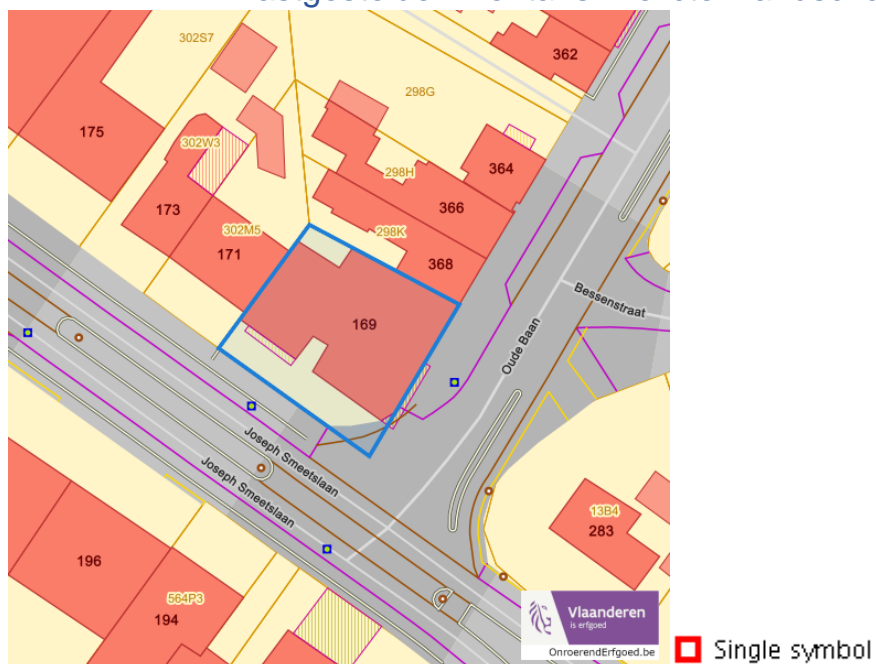 302S7
362
298G
175
302W3
364
298H
173
366
302M5
298K
171
368
169
Bessenstraat
Oude Baan
Joseph Smeetslaan
Joseph Smeetslaan
13B4
283
196
564P3
194
Vlaanderen
is erfgoed
OnroerendErfgoed.be
Single symbol